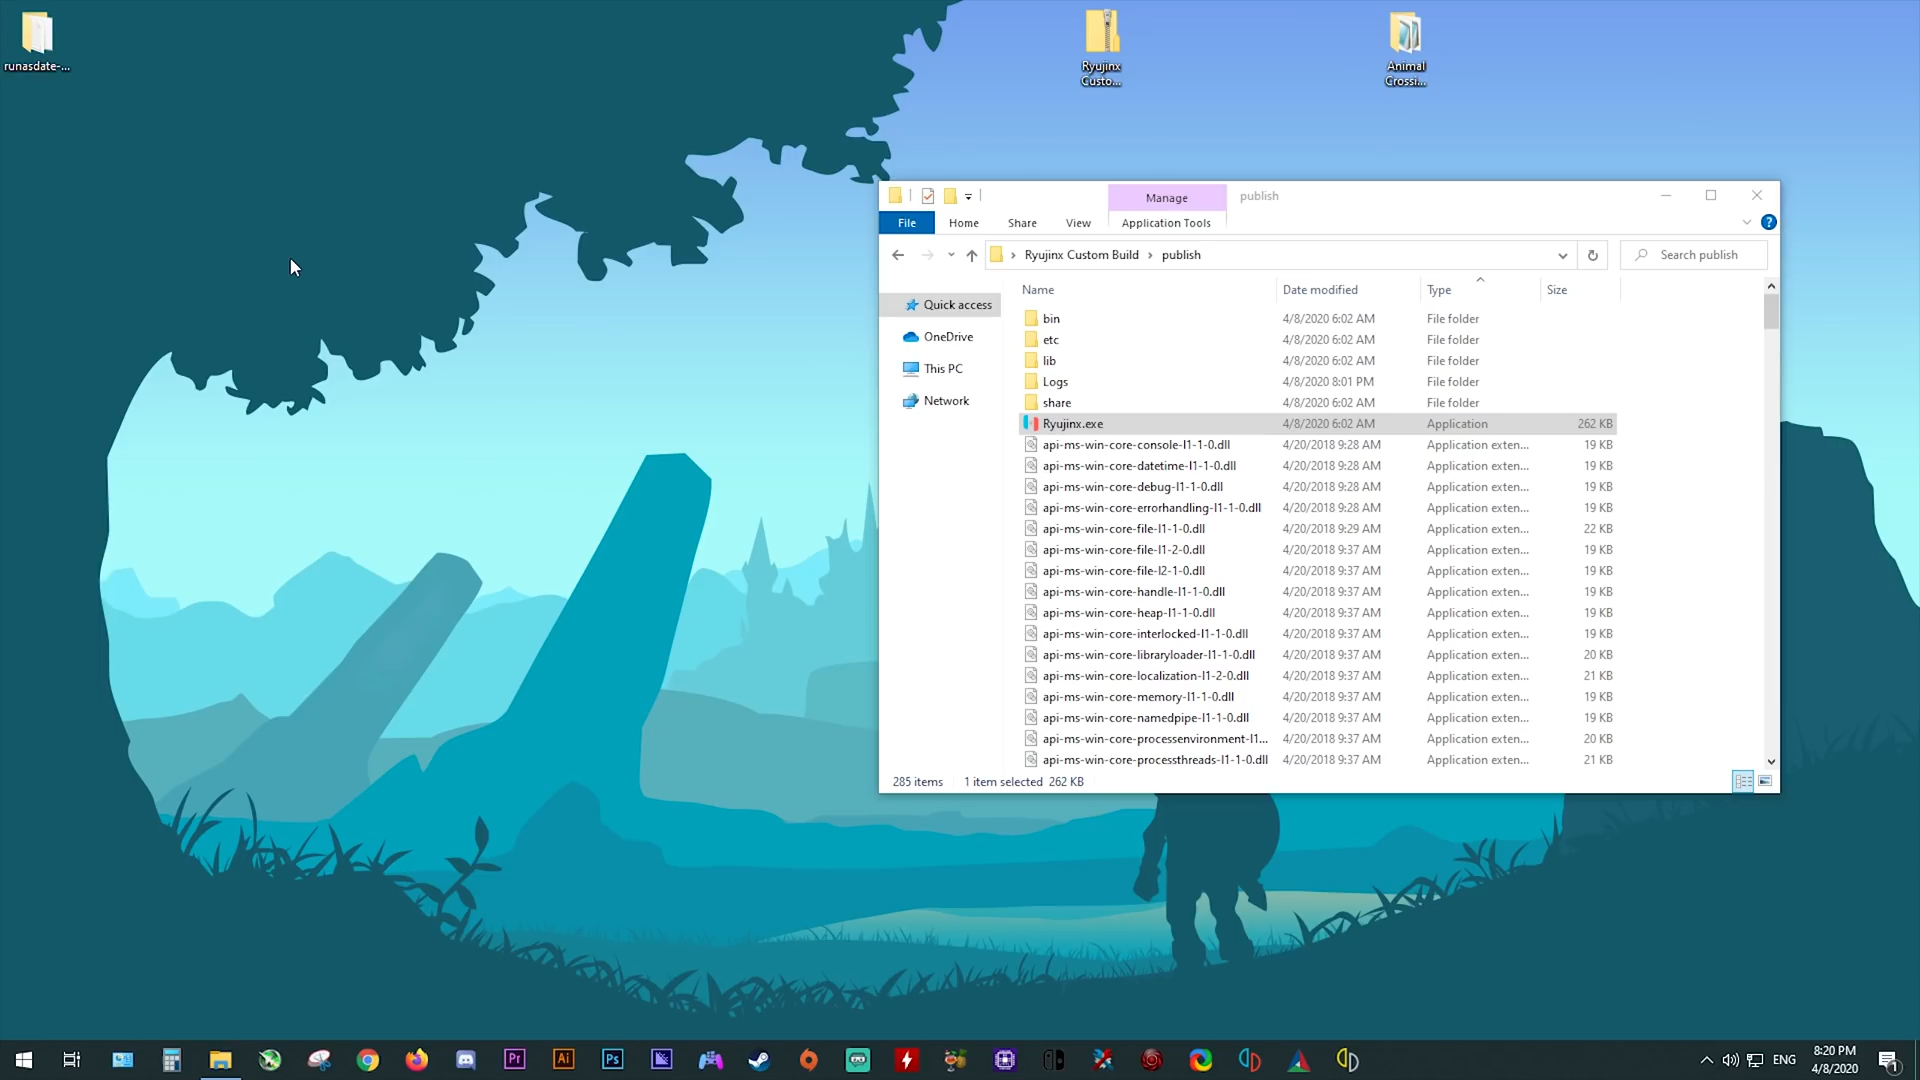 runasdate-...
Ryujinx
Custo...
Animal
Crossi...
Manage
publish
File
Home
Share
View
Application Tools
Ryujinx Custom Build
publish
Search publish
Name
Date modified
Type
Size
Quick access
OneDrive
This PC
Network
bin 4/8/2020 6:02 AM File folder
etc 4/8/2020 6:02 AM File folder
lib 4/8/2020 6:02 AM File folder
Logs 4/8/2020 8:01 PM File folder
share 4/8/2020 6:02 AM File folder
Ryujinx.exe 4/8/2020 6:02 AM Application 262 KB
api-ms-win-core-console-l1-1-0.dll 4/20/2018 9:28 AM Application exten... 19 KB
api-ms-win-core-datetime-l1-1-0.dll 4/20/2018 9:28 AM Application exten... 19 KB
api-ms-win-core-debug-l1-1-0.dll 4/20/2018 9:28 AM Application exten... 19 KB
api-ms-win-core-errorhandling-l1-1-0.dll 4/20/2018 9:28 AM Application exten... 19 KB
api-ms-win-core-file-l1-1-0.dll 4/20/2018 9:29 AM Application exten... 22 KB
api-ms-win-core-file-l1-2-0.dll 4/20/2018 9:37 AM Application exten... 19 KB
api-ms-win-core-file-l2-1-0.dll 4/20/2018 9:37 AM Application exten... 19 KB
api-ms-win-core-handle-l1-1-0.dll 4/20/2018 9:37 AM Application exten... 19 KB
api-ms-win-core-heap-l1-1-0.dll 4/20/2018 9:37 AM Application exten... 19 KB
api-ms-win-core-interlocked-l1-1-0.dll 4/20/2018 9:37 AM Application exten... 19 KB
api-ms-win-core-libraryloader-l1-1-0.dll 4/20/2018 9:37 AM Application exten... 20 KB
api-ms-win-core-localization-l1-2-0.dll 4/20/2018 9:37 AM Application exten... 21 KB
api-ms-win-core-memory-l1-1-0.dll 4/20/2018 9:37 AM Application exten... 19 KB
api-ms-win-core-namedpipe-l1-1-0.dll 4/20/2018 9:37 AM Application exten... 19 KB
api-ms-win-core-processenvironment-l1... 4/20/2018 9:37 AM Application exten... 20 KB
api-ms-win-core-processthreads-l1-1-0.dll 4/20/2018 9:37 AM Application exten... 21 KB
285 items 1 item selected 262 KB
Pr
Ai
Ps
ENG
8:20 PM
4/8/2020
1